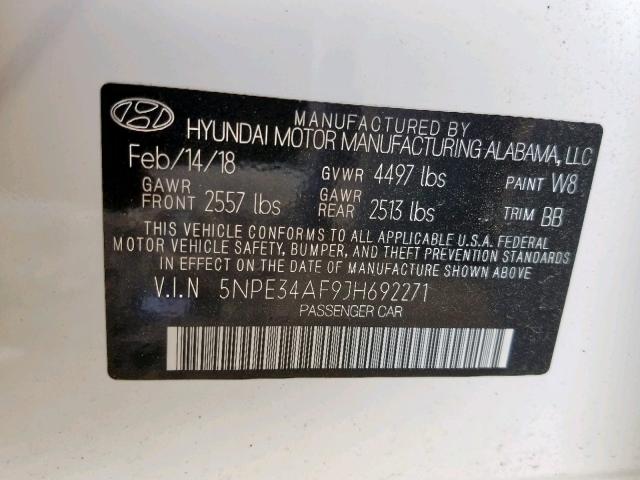 MANUFACTURED BY
HYUNDAI MOTOR MANUFACTURING ALABAMA, LLC
Feb/14/18 GVWR 4497 lbs PAINT W8
GAWR FRONT 2557 lbs GAWR REAR 2513 lbs TRIM BB
THIS VEHICLE CONFORMS TO ALL APPLICABLE U.S.A. FEDERAL
MOTOR VEHICLE SAFETY, BUMPER, AND THEFT PREVENTION STANDARDS
IN EFFECT ON THE DATE OF MANUFACTURE SHOWN ABOVE
V.I.N 5NPE34AF9JH692271
PASSENGER CAR